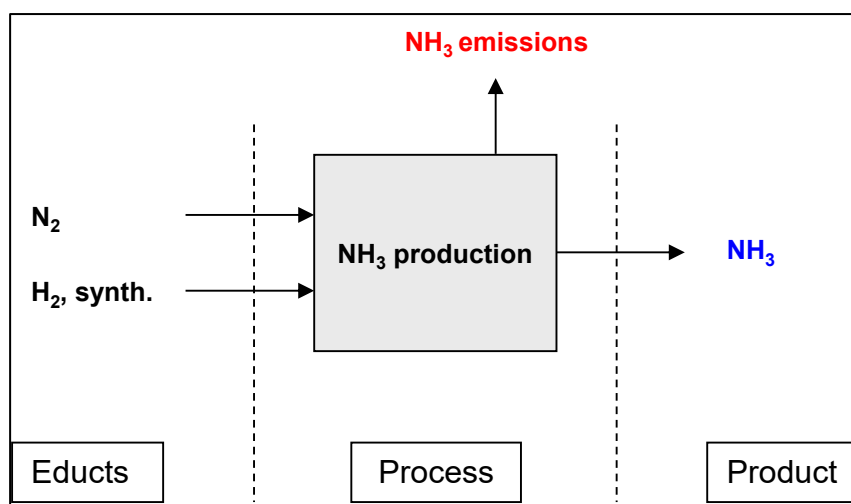 NH₃ emissions
N₂
H₂, synth.
NH₃ production
NH₃
Educts
Process
Product